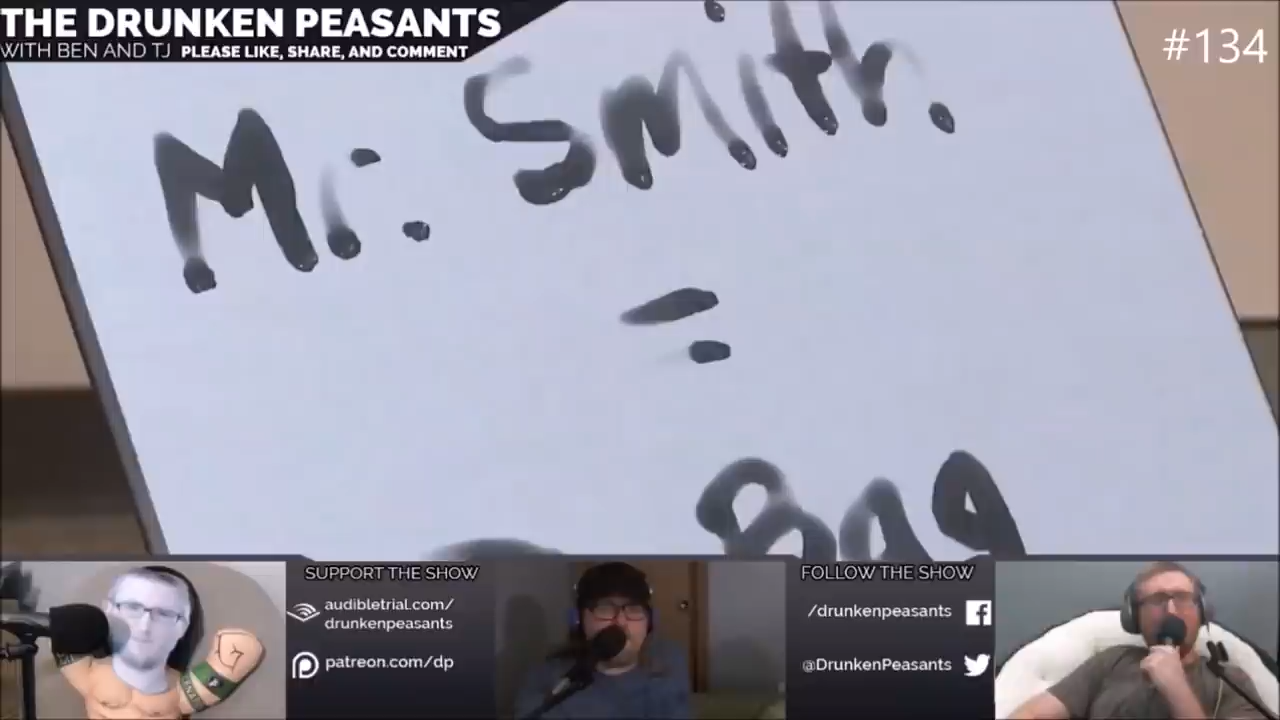 THE DRUNKEN PEASANTS
WITH BEN AND TJ PLEASE LIKE, SHARE, AND COMMENT
#134
Mr. Smith
=
Bag
SUPPORT THE SHOW
audibletrial.com/
drunkenpeasants
patreon.com/dp
FOLLOW THE SHOW
/drunkenpeasants
@DrunkenPeasants